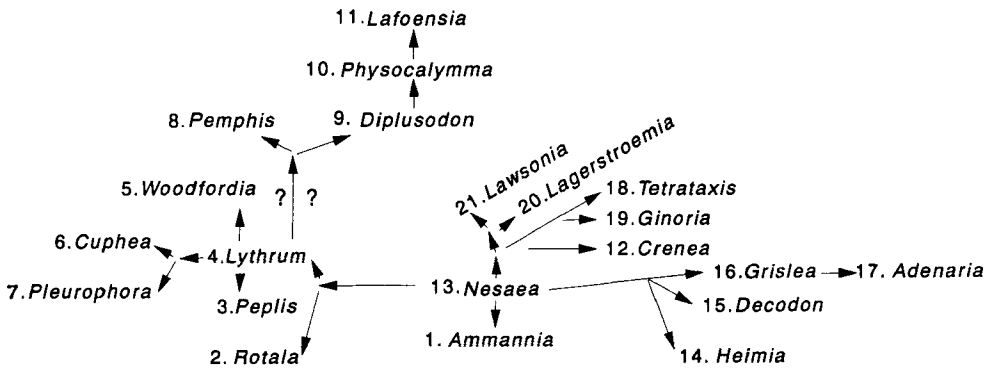 11. Lafoensia
10. Physocalymma
8. Pemphis 9. Diplusodon
21. Lawsonia
20. Lagerstroemia
5. Woodfordia
? ?
18. Tetrataxis
19. Ginoria
6. Cuphea
4. Lythrum
12. Crenea
7. Pleurophora
3. Peplis
13. Nesaea
16. Grislea 17. Adenaria
15. Decodon
2. Rotala
1. Ammannia
14. Heimia